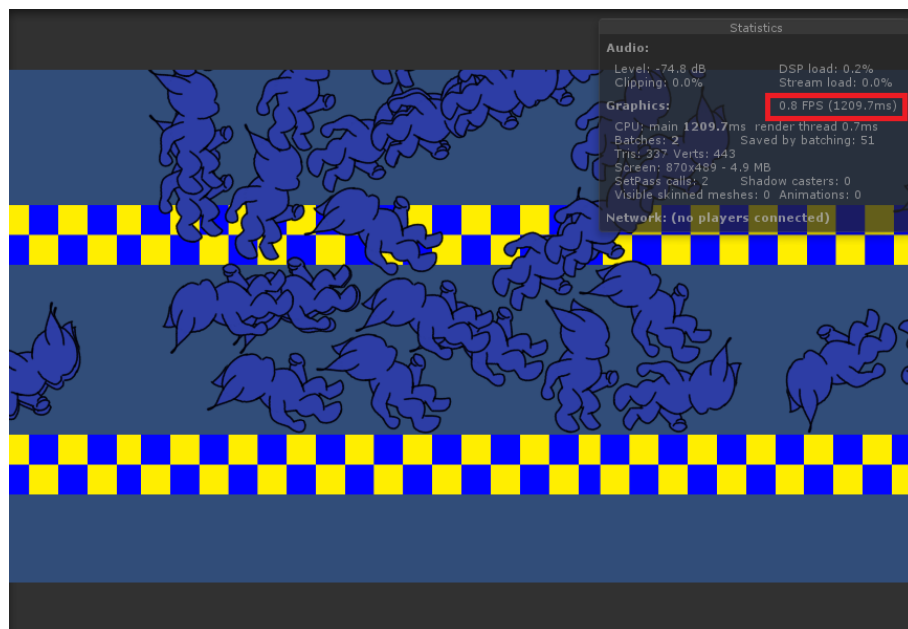 Statistics
Audio:
Level: -74.8 dB DSP load: 0.2%
Clipping: 0.0% Stream load: 0.0%
Graphics: 0.8 FPS (1209.7ms)
CPU: main 1209.7ms render thread 0.7ms
Batches: 2 Saved by batching: 51
Tris: 337 Verts: 443
Screen: 870x489 - 4.9 MB
SetPass calls: 2 Shadow casters: 0
Visible skinned meshes: 0 Animations: 0
Network: (no players connected)